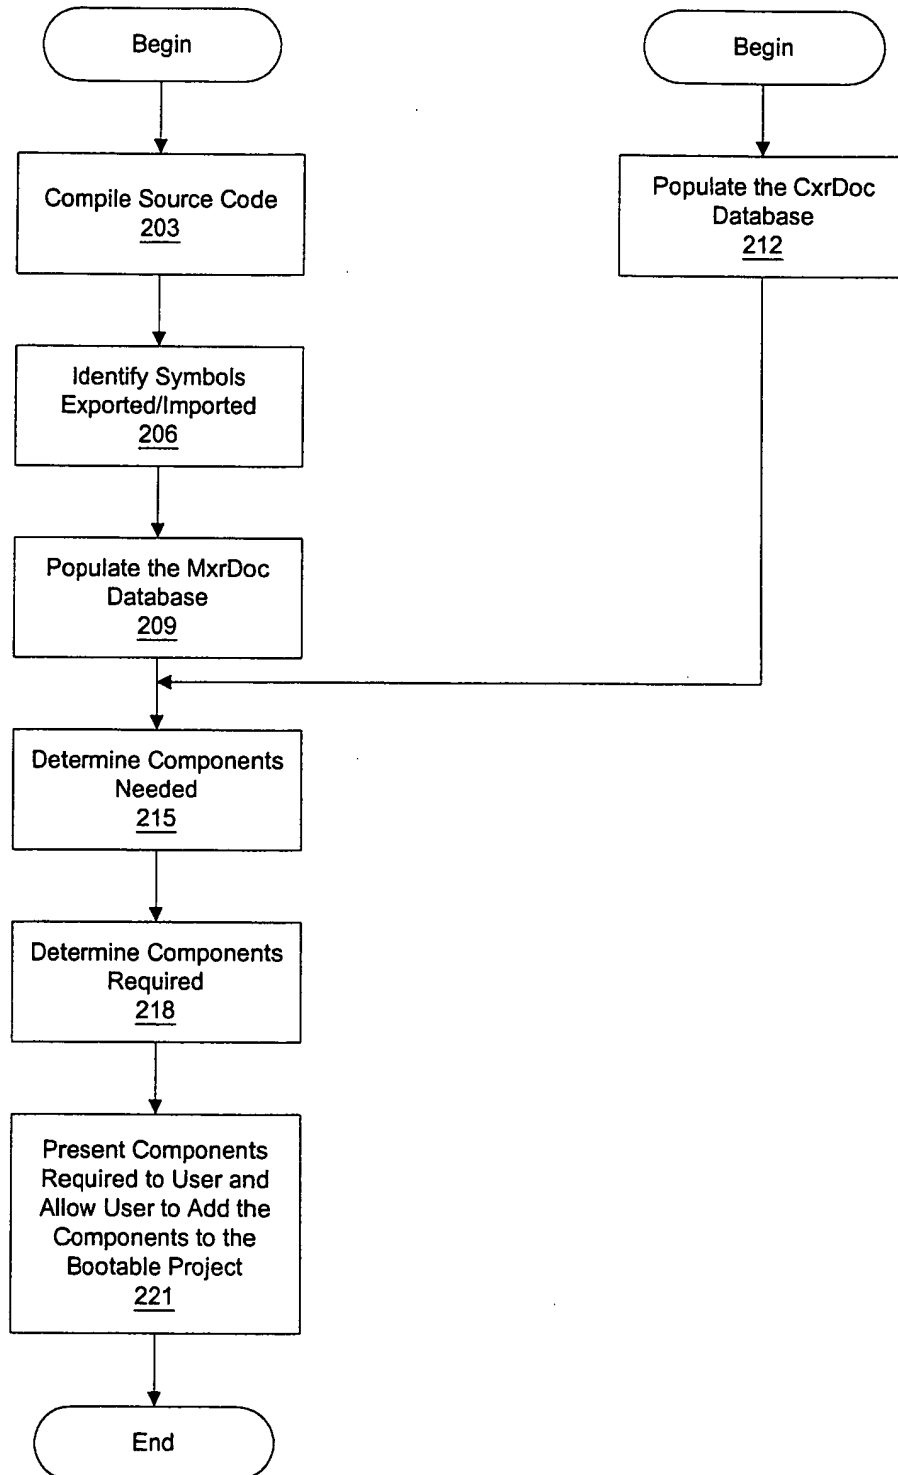 Begin
Compile Source Code
203
Identify Symbols
Exported/Imported
206
Populate the MxrDoc
Database
209
Begin
Populate the CxrDoc
Database
212
Determine Components
Needed
215
Determine Components
Required
218
Present Components
Required to User and
Allow User to Add the
Components to the
Bootable Project
221
End